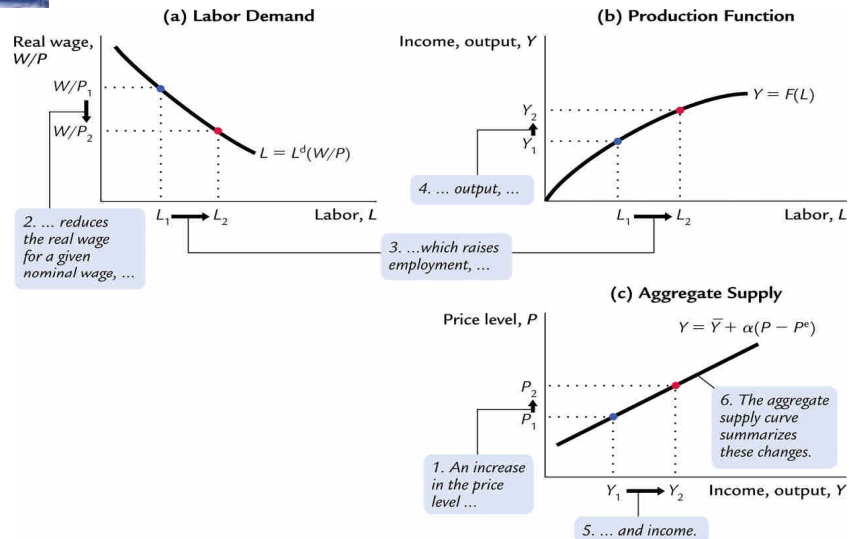 (a) Labor Demand
Real wage,
W/P
W/P₁
W/P₂
L = Lᵈ(W/P)
L₁
L₂
Labor, L
2. ... reduces
the real wage
for a given
nominal wage, ...
3. ...which raises
employment, ...
(b) Production Function
Income, output, Y
Y₂
Y₁
Y = F(L)
4. ... output, ...
L₁
L₂
Labor, L
(c) Aggregate Supply
Price level, P
Y = Y̅ + α(P − Pᵉ)
P₂
P₁
6. The aggregate
supply curve
summarizes
these changes.
1. An increase
in the price
level ...
Y₁
Y₂
Income, output, Y
5. ... and income.